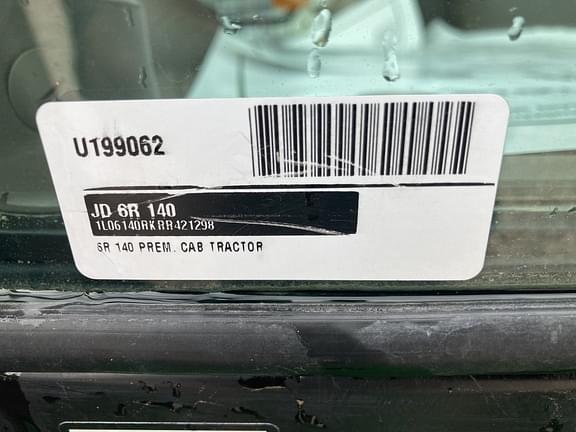 U199062
JD 6R 140
1L06140RKRR421298
6R 140 PREM. CAB TRACTOR